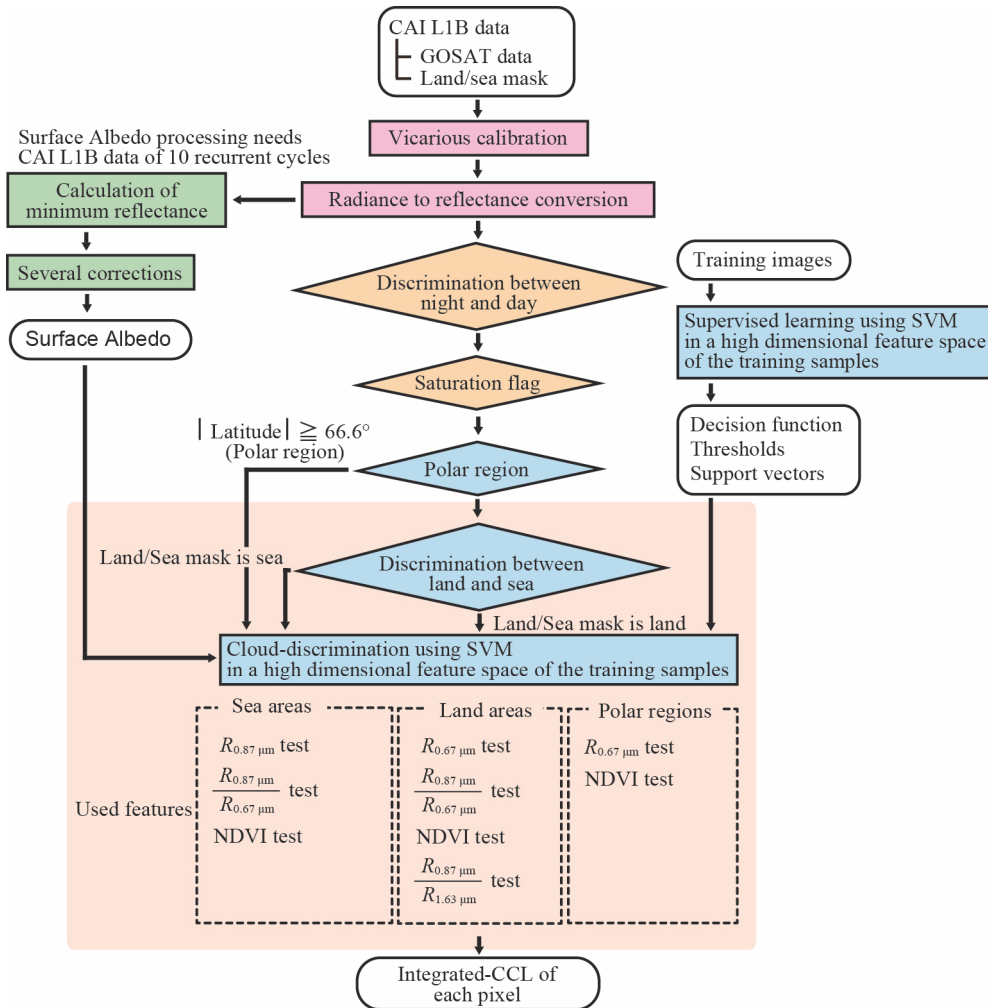 CAI L1B data
GOSAT data
Land/sea mask
Vicarious calibration
Surface Albedo processing needs
CAI L1B data of 10 recurrent cycles
Calculation of
minimum reflectance
Radiance to reflectance conversion
Several corrections
Surface Albedo
Discrimination between
night and day
Training images
Supervised learning using SVM
in a high dimensional feature space
of the training samples
Saturation flag
Decision function
Thresholds
Support vectors
| Latitude | ≧ 66.6°
(Polar region)
Polar region
Land/Sea mask is sea
Discrimination between
land and sea
Land/Sea mask is land
Cloud-discrimination using SVM
in a high dimensional feature space of the training samples
Used features
Sea areas
R0.87 μm test
R0.87 μm / R0.67 μm test
NDVI test
Land areas
R0.67 μm test
R0.87 μm / R0.67 μm test
NDVI test
R0.87 μm / R1.63 μm test
Polar regions
R0.67 μm test
NDVI test
Integrated-CCL of
each pixel